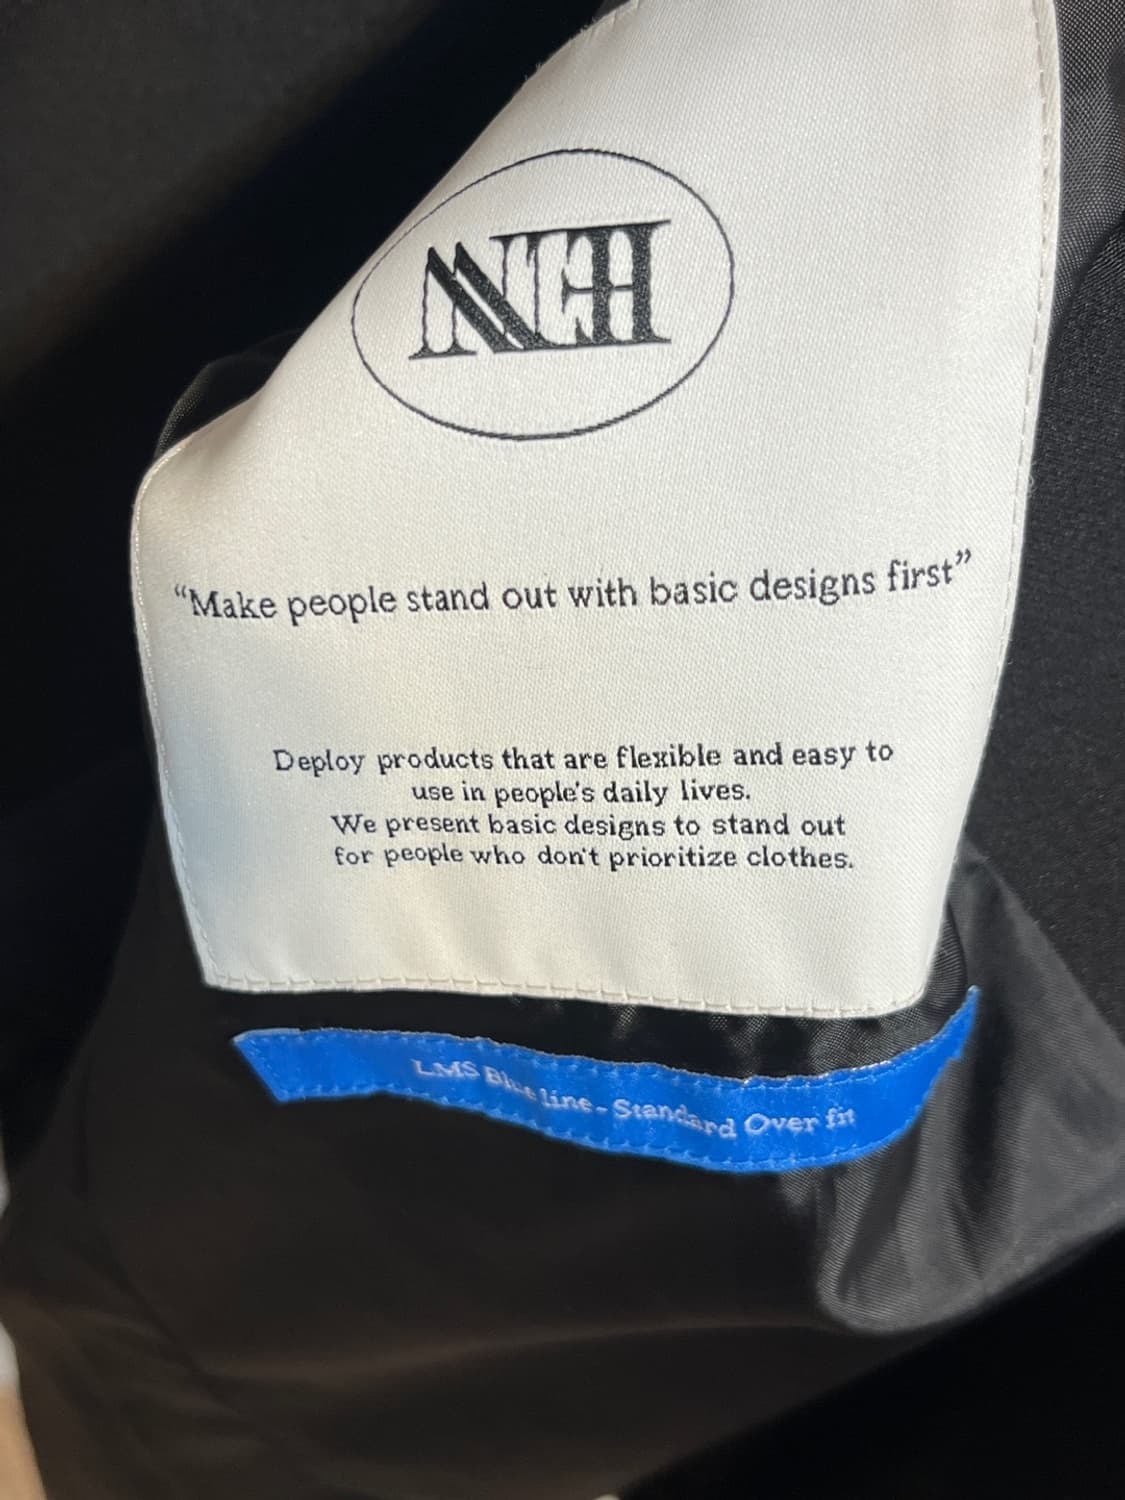 “Make people stand out with basic designs first”
Deploy products that are flexible and easy to
use in people's daily lives.
We present basic designs to stand out
for people who don't prioritize clothes.
LMS Blue line - Standard Over fit